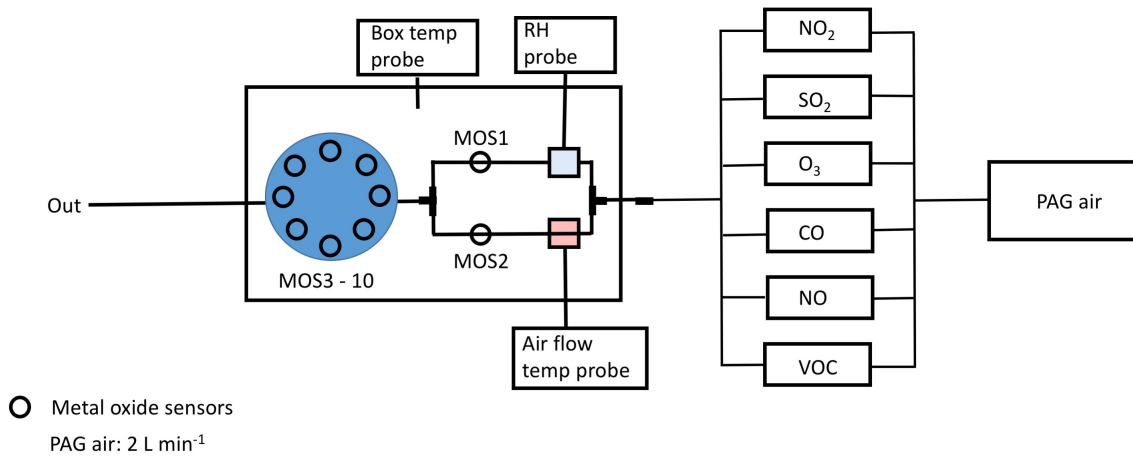 Box temp
probe
RH
probe
NO₂
SO₂
O₃
CO
NO
VOC
PAG air
MOS1
MOS2
Out
MOS3 - 10
Air flow
temp probe
Metal oxide sensors
PAG air: 2 L min⁻¹